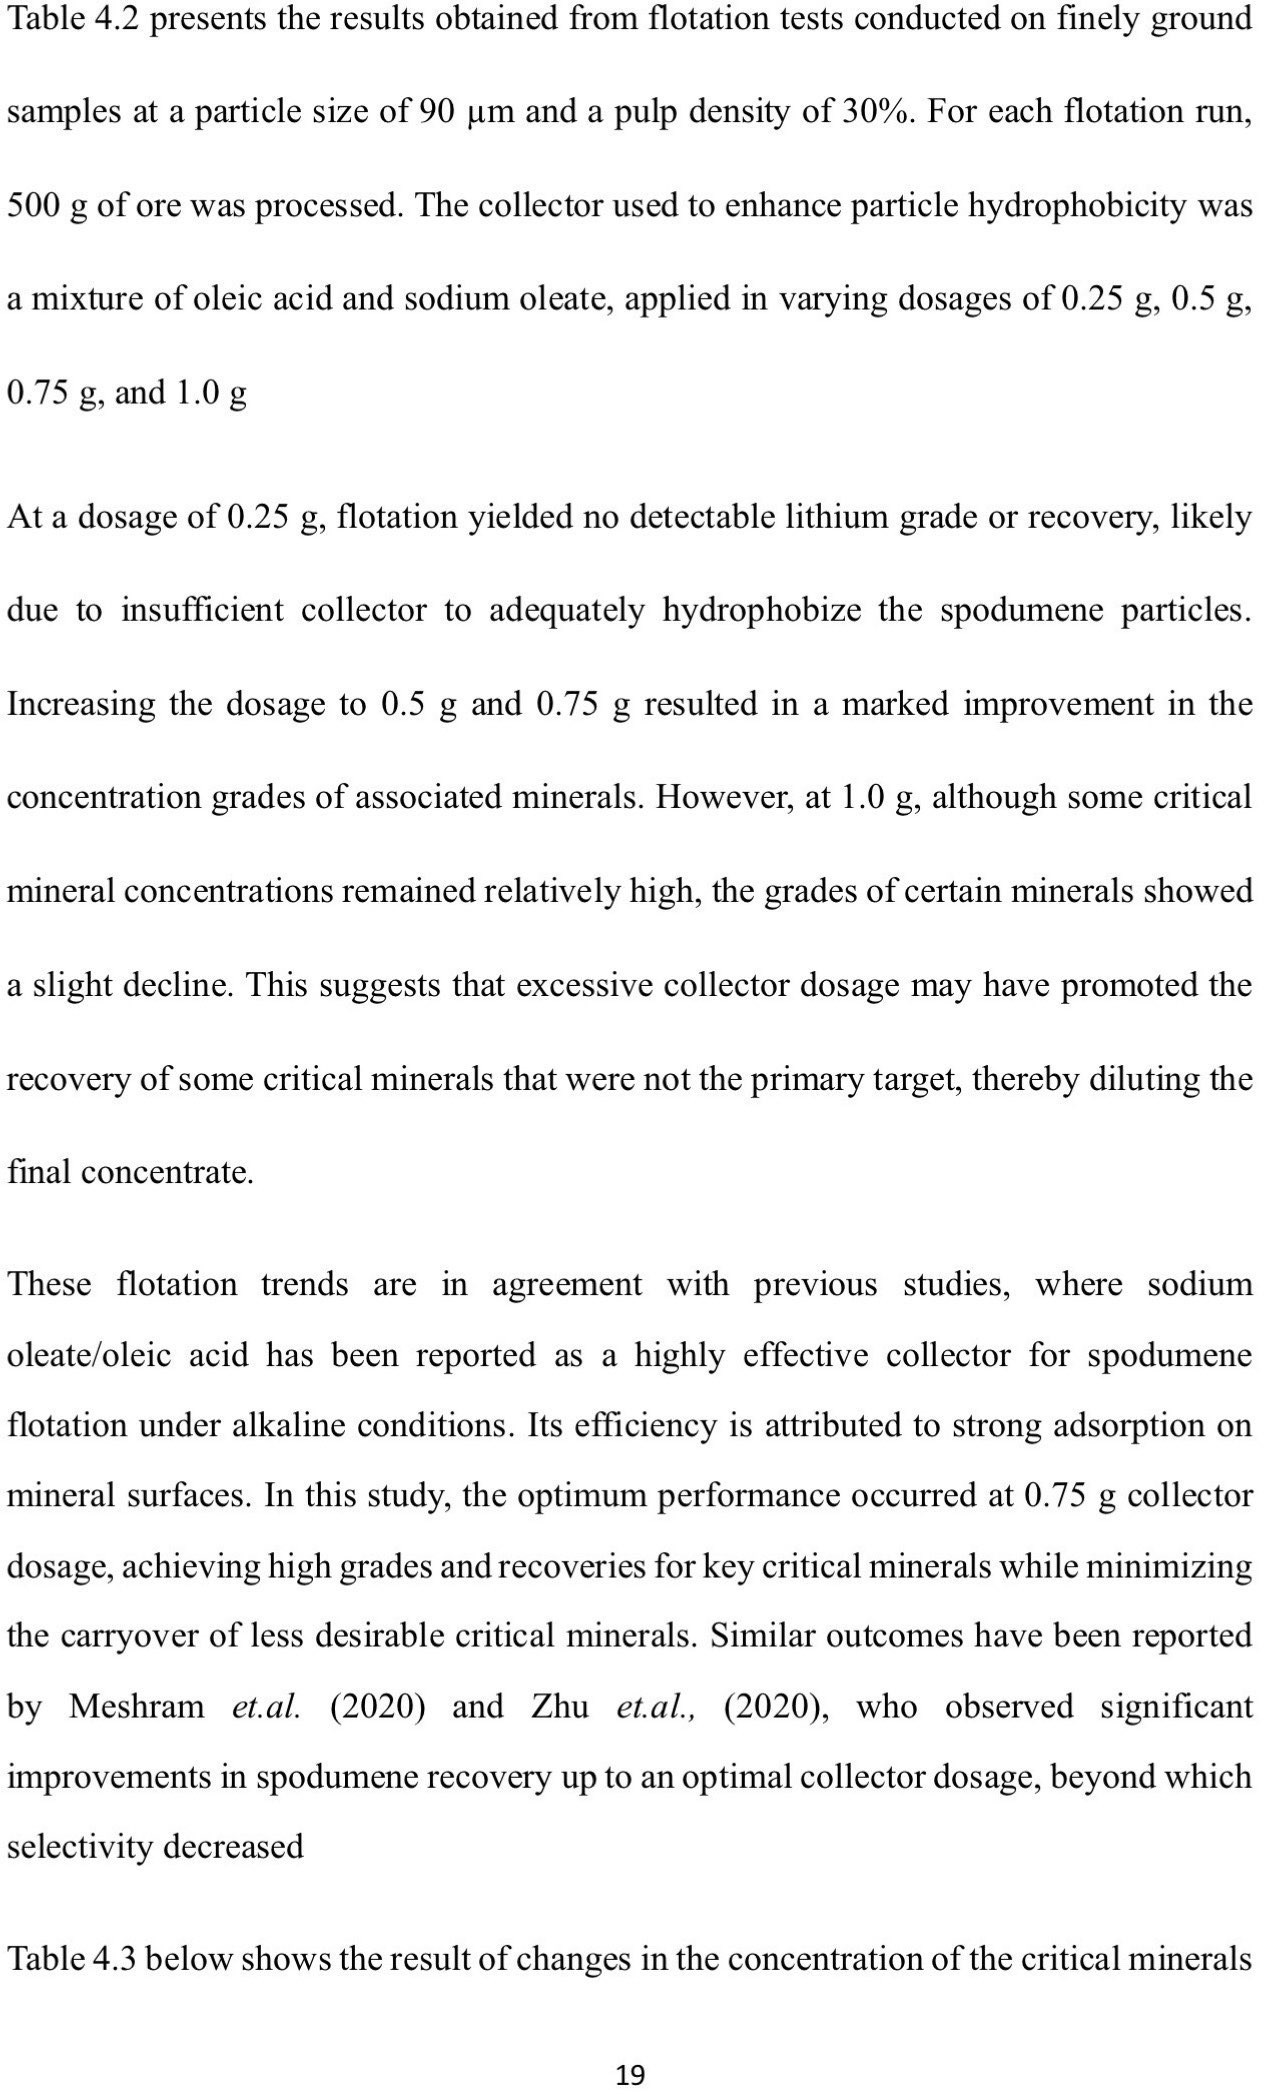 Table 4.2 presents the results obtained from flotation tests conducted on finely ground
samples at a particle size of 90 µm and a pulp density of 30%. For each flotation run,
500 g of ore was processed. The collector used to enhance particle hydrophobicity was
a mixture of oleic acid and sodium oleate, applied in varying dosages of 0.25 g, 0.5 g,
0.75 g, and 1.0 g
At a dosage of 0.25 g, flotation yielded no detectable lithium grade or recovery, likely
due to insufficient collector to adequately hydrophobize the spodumene particles.
Increasing the dosage to 0.5 g and 0.75 g resulted in a marked improvement in the
concentration grades of associated minerals. However, at 1.0 g, although some critical
mineral concentrations remained relatively high, the grades of certain minerals showed
a slight decline. This suggests that excessive collector dosage may have promoted the
recovery of some critical minerals that were not the primary target, thereby diluting the
final concentrate.
These flotation trends are in agreement with previous studies, where sodium
oleate/oleic acid has been reported as a highly effective collector for spodumene
flotation under alkaline conditions. Its efficiency is attributed to strong adsorption on
mineral surfaces. In this study, the optimum performance occurred at 0.75 g collector
dosage, achieving high grades and recoveries for key critical minerals while minimizing
the carryover of less desirable critical minerals. Similar outcomes have been reported
by Meshram et.al. (2020) and Zhu et.al., (2020), who observed significant
improvements in spodumene recovery up to an optimal collector dosage, beyond which
selectivity decreased
Table 4.3 below shows the result of changes in the concentration of the critical minerals
19